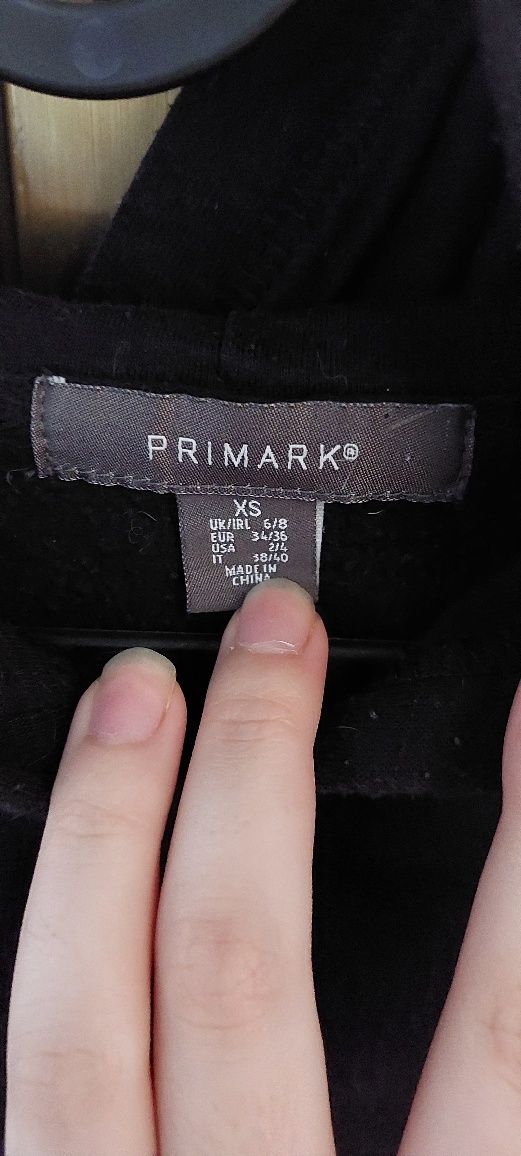 PRIMARK®
XS
UK/IRL 6/8
EUR 34/36
USA 2/4
IT 38/40
MADE IN
CHINA